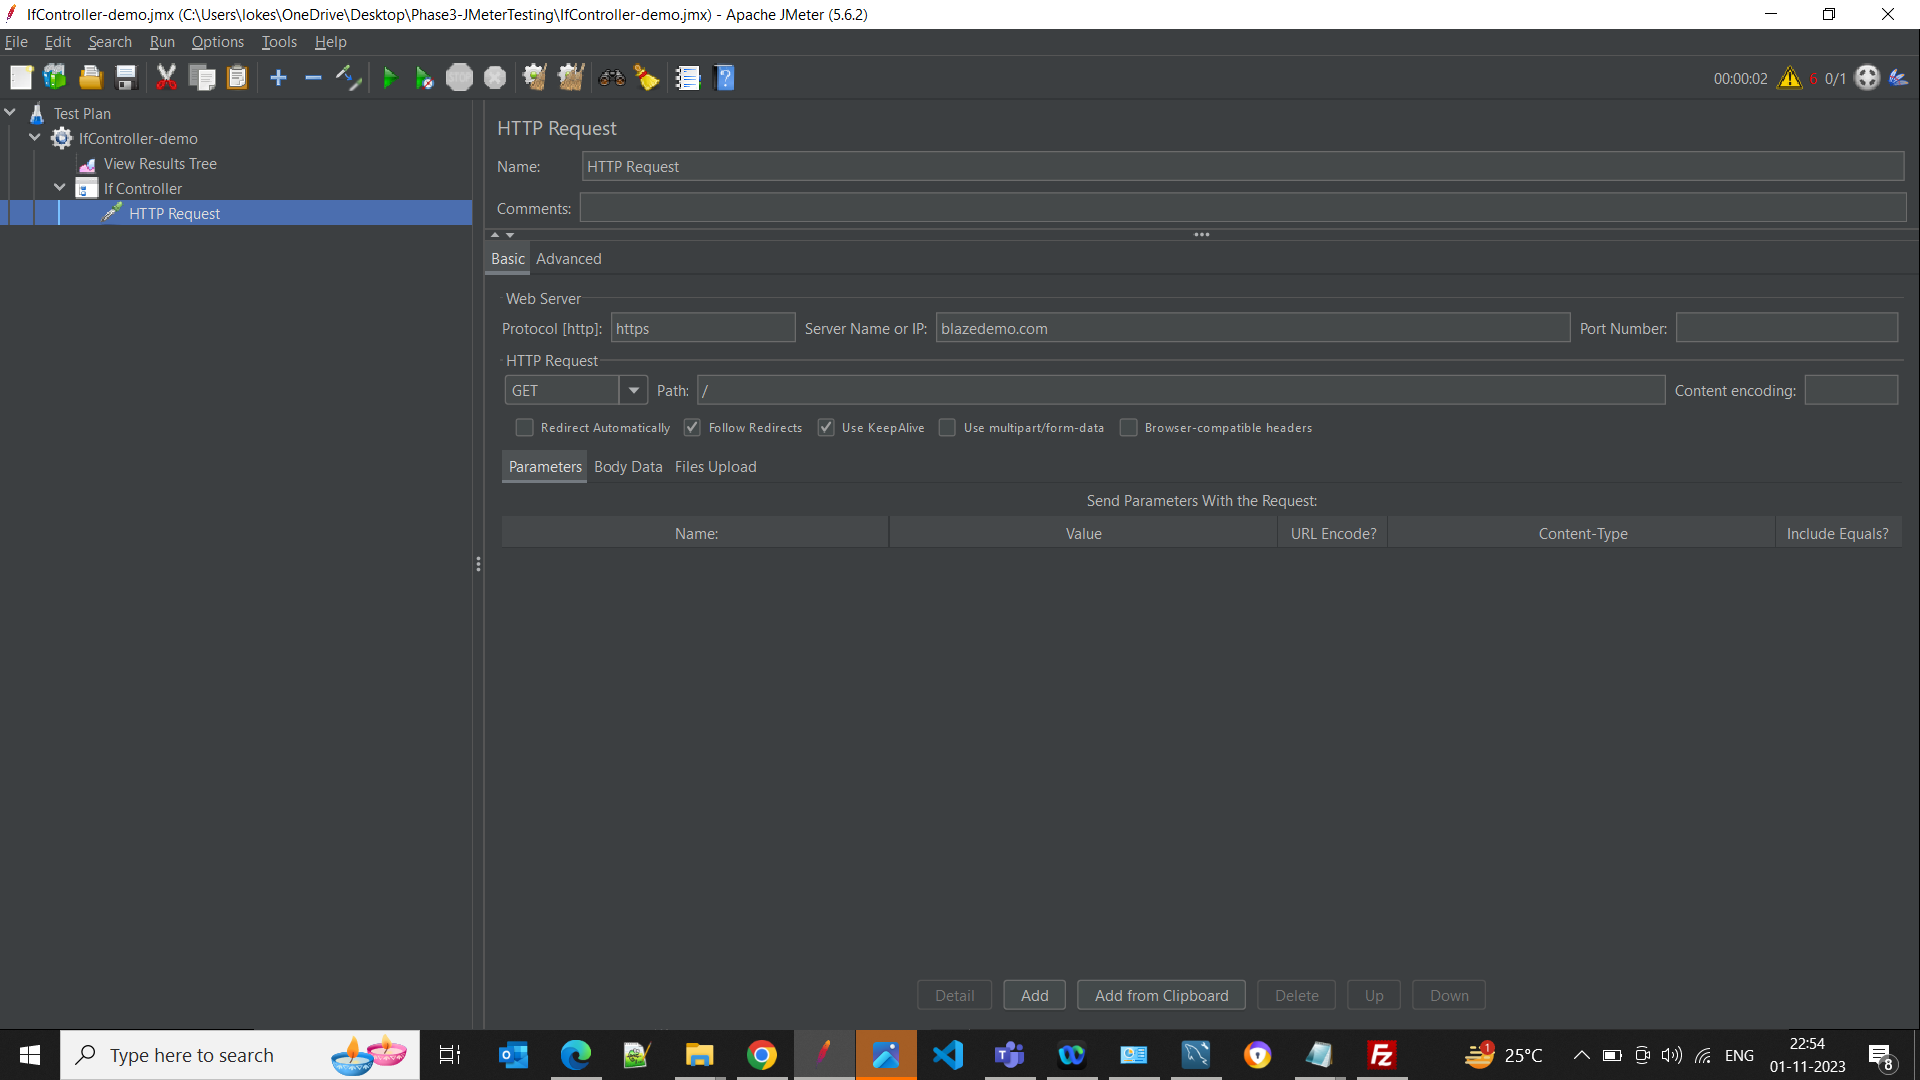 IfController-demo.jmx (C:\Users\lokes\OneDrive\Desktop\Phase3-JMeterTesting\IfController-demo.jmx) - Apache JMeter (5.6.2)
File Edit Search Run Options Tools Help
STOP
00:00:02 6 0/1
Test Plan
IfController-demo
View Results Tree
If Controller
HTTP Request
HTTP Request
Name: HTTP Request
Comments:
Basic Advanced
Web Server
Protocol [http]: https Server Name or IP: blazedemo.com Port Number:
HTTP Request
GET Path: / Content encoding:
Redirect Automatically Follow Redirects Use KeepAlive Use multipart/form-data Browser-compatible headers
Parameters Body Data Files Upload
Send Parameters With the Request:
Name: Value URL Encode? Content-Type Include Equals?
Detail Add Add from Clipboard Delete Up Down
Type here to search
1 25°C ENG 22:54
01-11-2023 8